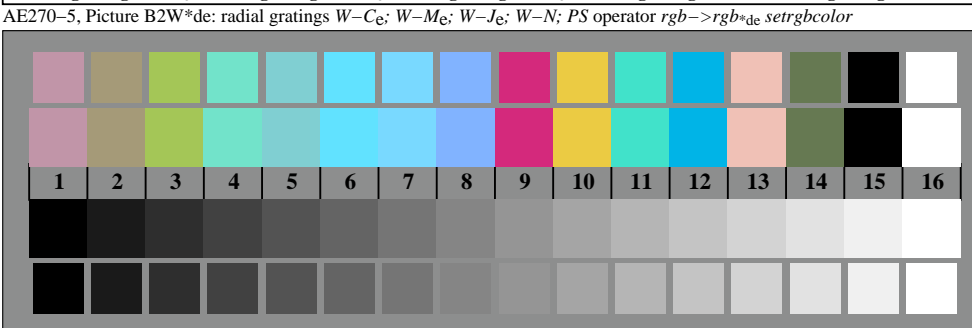 AE270–5, Picture B2W*de: radial gratings W–Ce; W–Me; W–Je; W–N; PS operator rgb–>rgb*de setrgbcolor
1 2 3 4 5 6 7 8 9 10 11 12 13 14 15 16